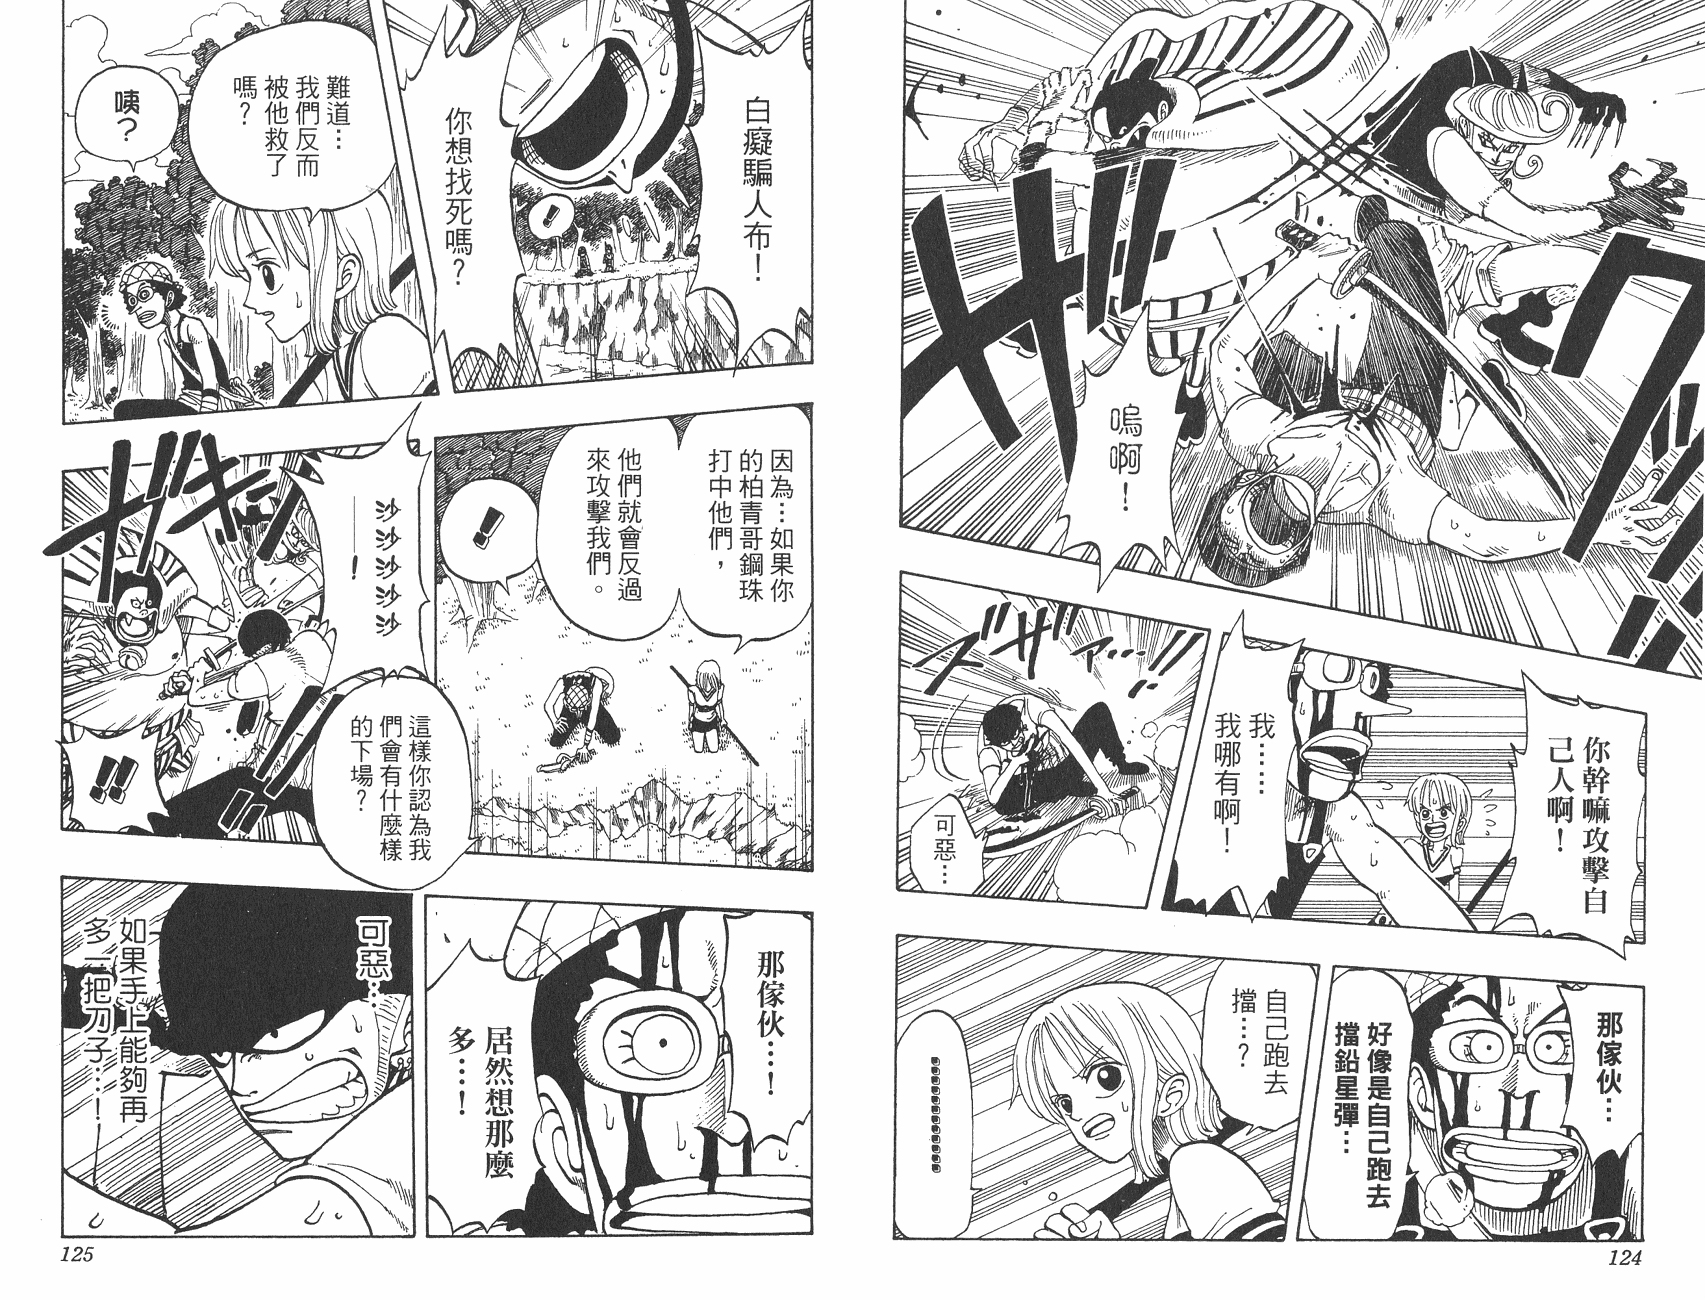 嗚啊！
你幹嘛攻擊自
己人啊！
我……
我哪有啊！
ズザァ…!!
可惡…
那傢伙…
好像是自己跑去
擋鉛星彈…
自己跑去
擋…？
124
白癡騙人布！
!!
你想找死嗎？
難道…
我們反而
被他救了
嗎？
咦？
因為…如果你
的柏青哥鋼珠
打中他們，
他們就會反過
來攻擊我們。
!!
這樣你認為我
們會有什麼樣
的下場？
!!
那傢伙…！
居然想那麼
多…！
可惡…
如果手上能夠再
多一把刀子…！
125